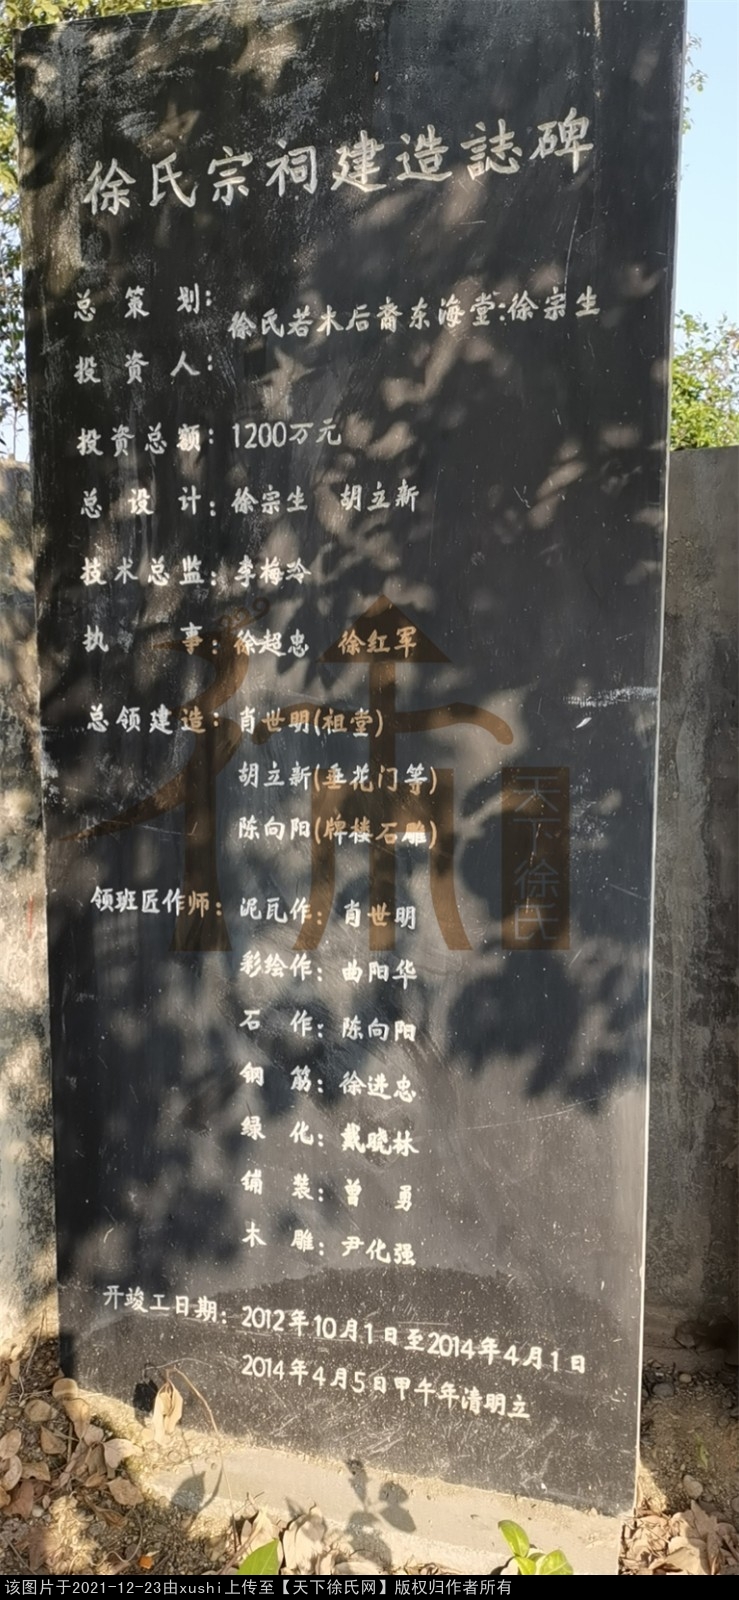 徐氏宗祠建造誌碑
总策划:
徐氏若木后裔东海堂:徐宗生
投资人:
投资总额:1200万元
总设计:徐宗生 胡立新
技术总监:李梅冷
执事:徐超忠 徐红军
总领建造:肖世明(祖堂)
胡立新(垂花门等)
陈向阳(牌楼石雕)
领班匠作师:泥瓦作:肖世明
彩绘作:曲阳华
石作:陈向阳
钢筋:徐进忠
绿化:戴晓林
铺装:曾勇
木雕:尹化强
开竣工日期:2012年10月1日至2014年4月1日
2014年4月5日甲午年清明立
天下徐氏
该图片于2021-12-23由xushi上传至【天下徐氏网】版权归作者所有